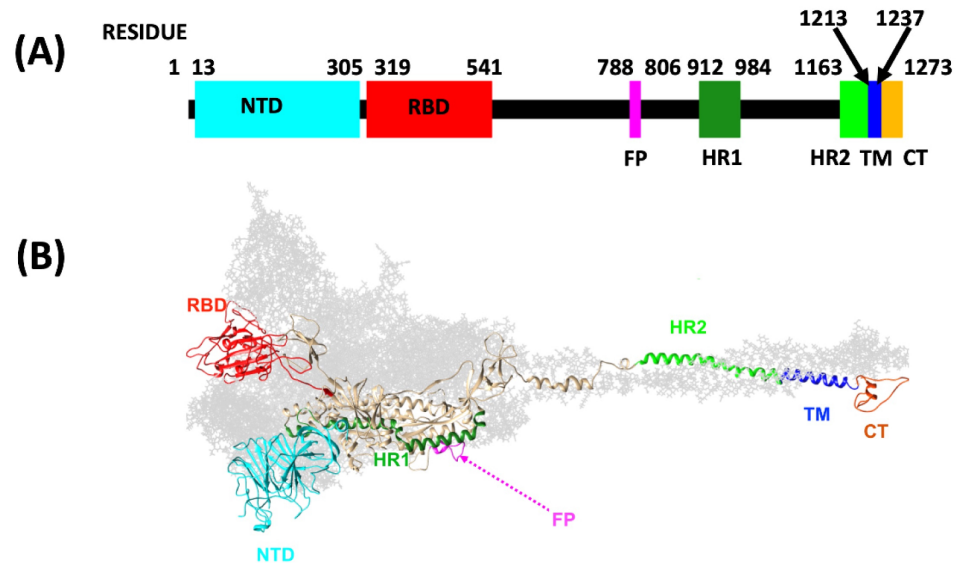 1213 1237
(A) RESIDUE
1 13 305 319 541 788 806 912 984 1163 1273
NTD RBD
FP HR1 HR2 TM CT
(B)
RBD
HR2
TM
CT
HR1
FP
NTD